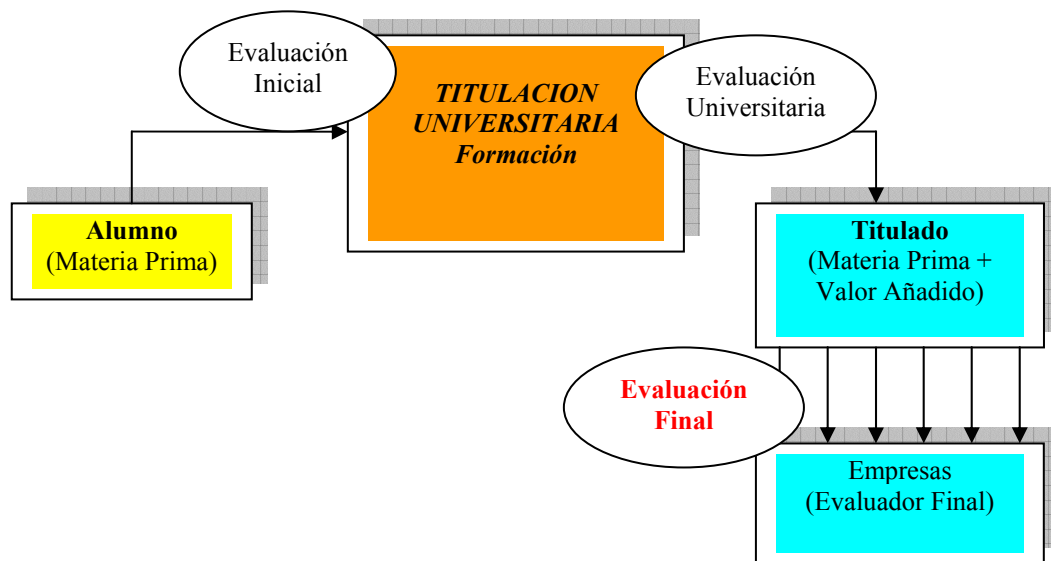 Evaluación
Inicial
TITULACION
UNIVERSITARIA
Formación
Evaluación
Universitaria
Alumno
(Materia Prima)
Titulado
(Materia Prima +
Valor Añadido)
Evaluación
Final
Empresas
(Evaluador Final)